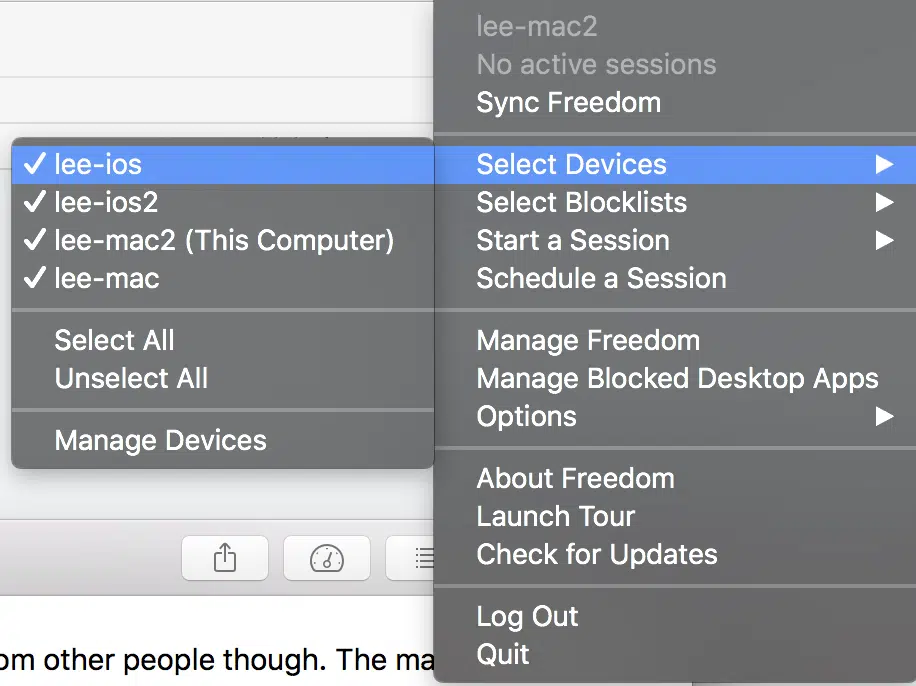 lee-mac2
No active sessions
Sync Freedom
Select Devices
Select Blocklists
Start a Session
Schedule a Session
Manage Freedom
Manage Blocked Desktop Apps
Options
About Freedom
Launch Tour
Check for Updates
Log Out
Quit
✓ lee-ios
✓ lee-ios2
✓ lee-mac2 (This Computer)
✓ lee-mac
Select All
Unselect All
Manage Devices
other people though. The